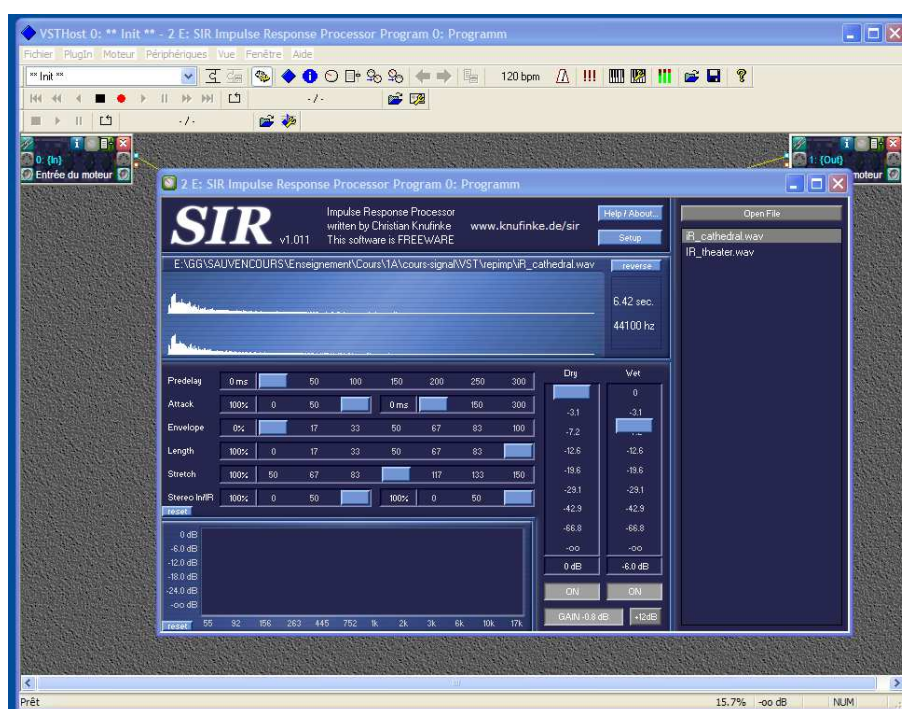 VSTHost 0: ** Init ** - 2 E: SIR Impulse Response Processor Program 0: Programm
Fichier PlugIn Moteur Périphériques Vue Fenêtre Aide
** Init ** 120 bpm
-/-
-/-
0: {In}
Entrée du moteur
1: {Out}
moteur
2 E: SIR Impulse Response Processor Program 0: Programm
SIR v1.011
Impulse Response Processor
written by Christian Knufinke
This software is FREEWARE
www.knufinke.de/sir
Help / About...
Setup
Open File
iR_cathedral.wav
IR_theater.wav
E:\GG\SAUVENCOURS\Enseignement\Cours\1A\cours-signal\VST\repimp\iR_cathedral.wav
reverse
6.42 sec.
44100 hz
Predelay 0 ms 50 100 150 200 250 300
Attack 100% 0 50 0 ms 150 300
Envelope 0% 17 33 50 67 83 100
Length 100% 0 17 33 50 67 83
Stretch 100% 50 67 83 117 133 150
Stereo In/IR 100% 0 50 100% 0 50
reset
Dry Wet
0
-3.1 -3.1
-7.2
-12.6 -12.6
-19.6 -19.6
-29.1 -29.1
-42.9 -42.9
-66.8 -66.8
-oo -oo
0 dB -6.0 dB
ON ON
GAIN -0.8 dB +12dB
0 dB
-6.0 dB
-12.0 dB
-18.0 dB
-24.0 dB
-oo dB
reset 55 92 156 263 445 752 1k 2k 3k 6k 10k 17k
Prêt 15.7% -oo dB NUM